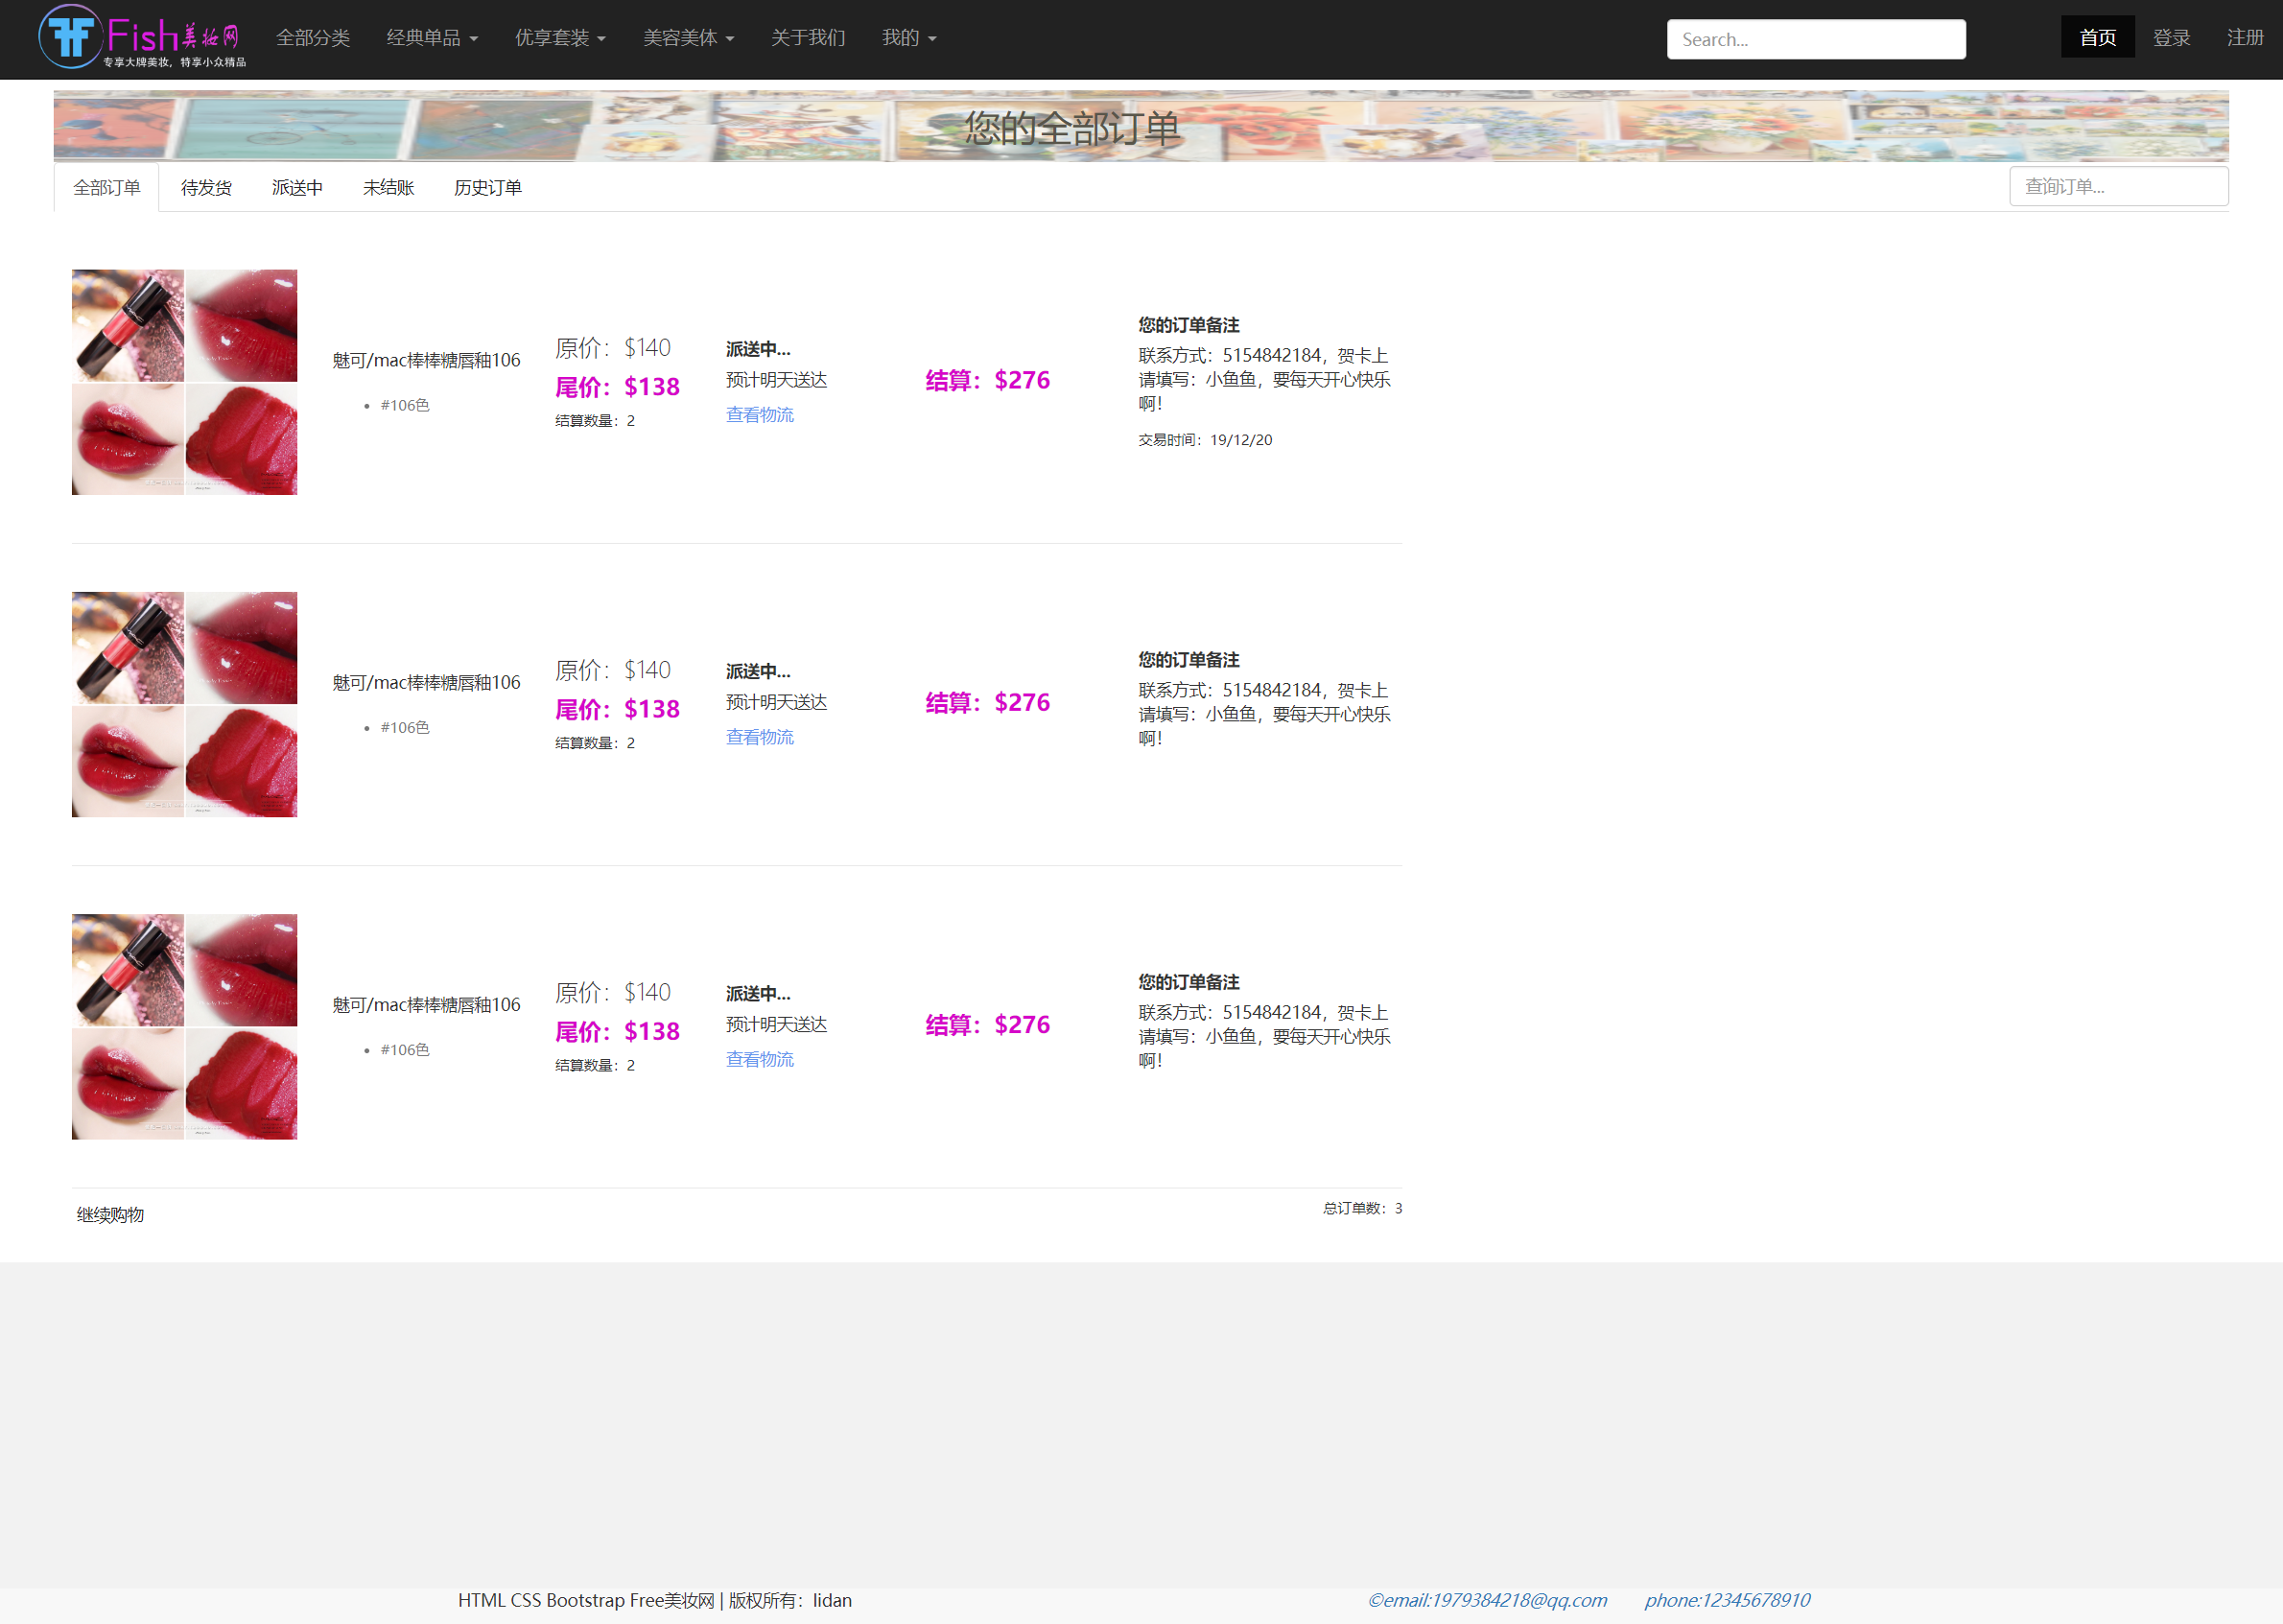 Fish美妆网
专享大牌美妆，特享小众精品
全部分类 经典单品 优享套装 美容美体 关于我们 我的 Search... 首页 登录 注册
您的全部订单
全部订单 待发货 派送中 未结账 历史订单 查询订单...
魅可/mac棒棒糖唇釉106
#106色
原价：$140
尾价：$138
结算数量：2
派送中...
预计明天送达
查看物流
结算：$276
您的订单备注
联系方式：5154842184，贺卡上
请填写：小鱼鱼，要每天开心快乐
啊！
交易时间：19/12/20
魅可/mac棒棒糖唇釉106
#106色
原价：$140
尾价：$138
结算数量：2
派送中...
预计明天送达
查看物流
结算：$276
您的订单备注
联系方式：5154842184，贺卡上
请填写：小鱼鱼，要每天开心快乐
啊！
魅可/mac棒棒糖唇釉106
#106色
原价：$140
尾价：$138
结算数量：2
派送中...
预计明天送达
查看物流
结算：$276
您的订单备注
联系方式：5154842184，贺卡上
请填写：小鱼鱼，要每天开心快乐
啊！
继续购物 总订单数：3
HTML CSS Bootstrap Free美妆网 | 版权所有：lidan ©email:1979384218@qq.com phone:12345678910